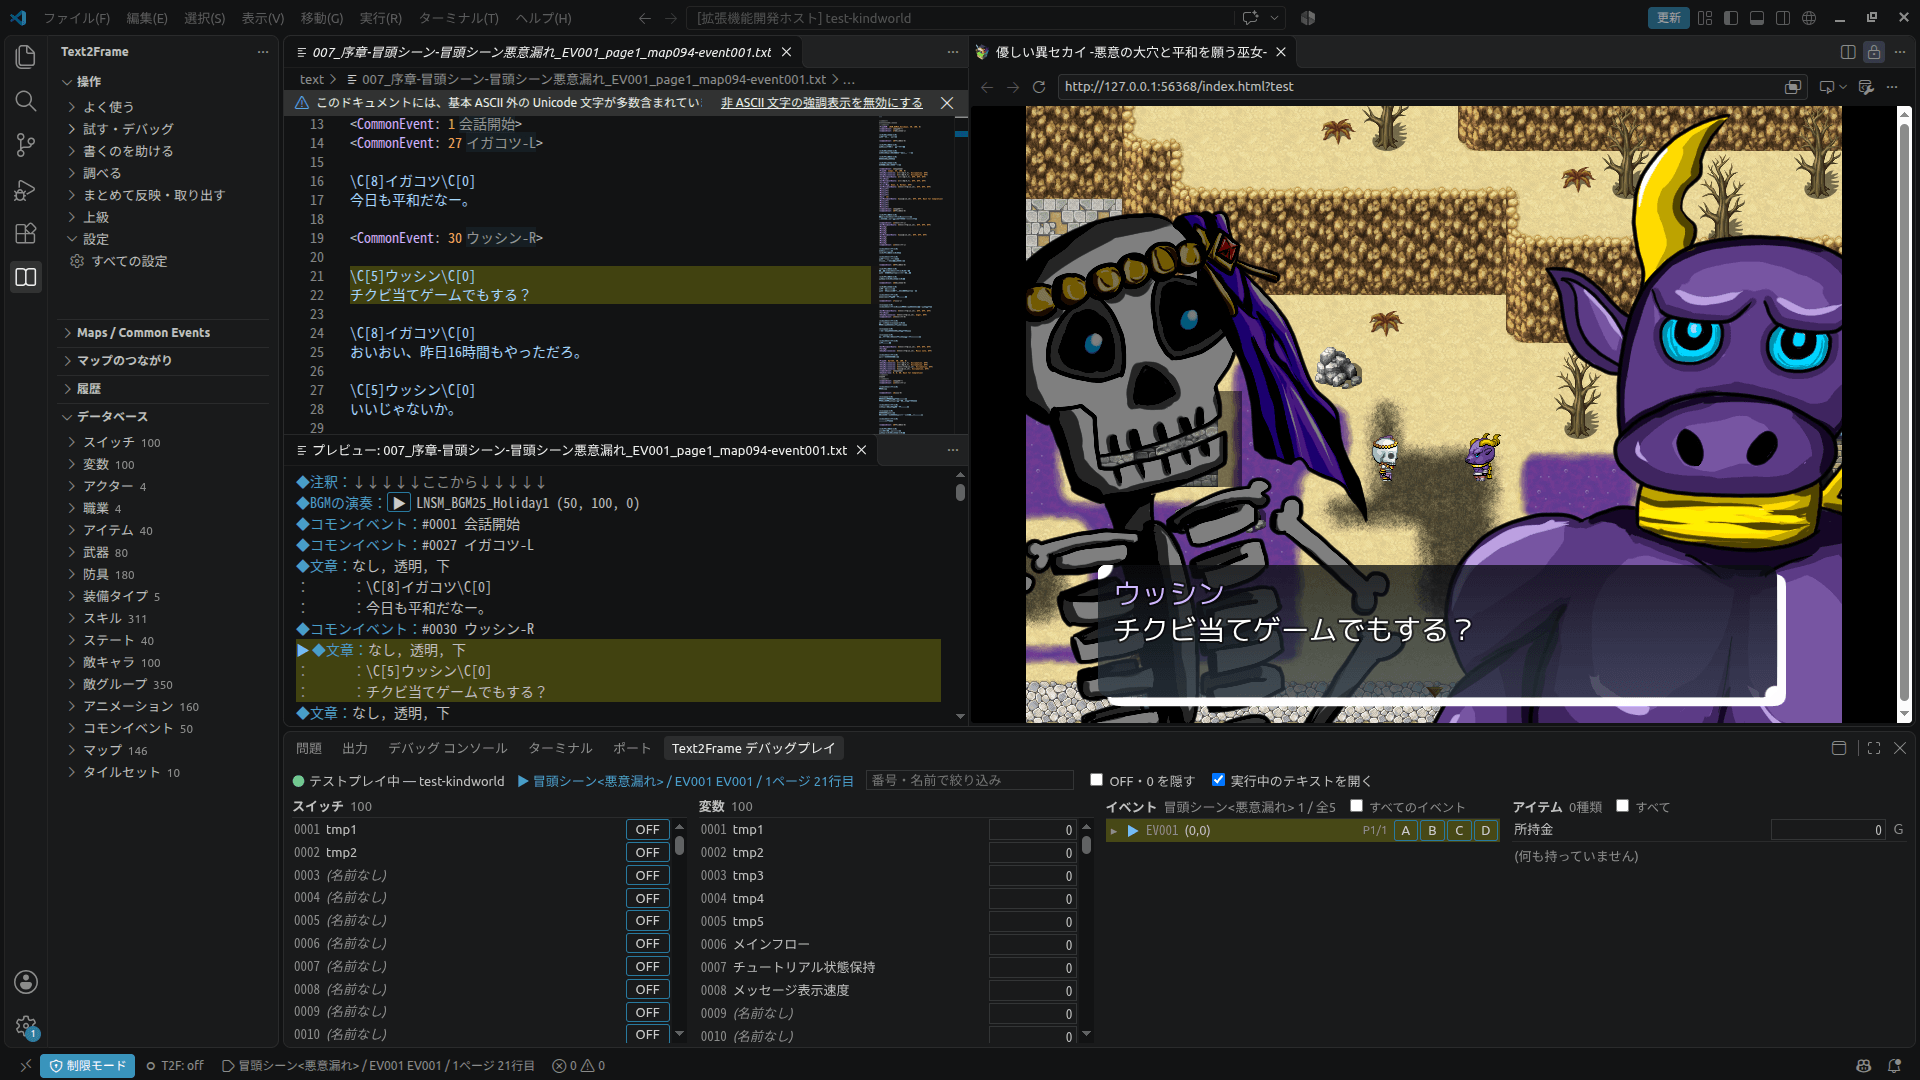 ファイル(F) 編集(E) 選択(S) 表示(V) 移動(G) 実行(R) ターミナル(T) ヘルプ(H)
[拡張機能開発ホスト] test-kindworld
更新
Text2Frame
操作
よく使う
試す・デバッグ
書くのを助ける
調べる
まとめて反映・取り出す
上級
設定
すべての設定
Maps / Common Events
マップのつながり
履歴
データベース
スイッチ 100
変数 100
アクター 4
職業 4
アイテム 40
武器 80
防具 180
装備タイプ 5
スキル 311
ステート 40
敵キャラ 100
敵グループ 350
アニメーション 160
コモンイベント 50
マップ 146
タイルセット 10
007_序章-冒頭シーン-冒頭シーン悪意漏れ_EV001_page1_map094-event001.txt
text > 007_序章-冒頭シーン-冒頭シーン悪意漏れ_EV001_page1_map094-event001.txt > ...
このドキュメントには、基本 ASCII 外の Unicode 文字が多数含まれてい 非 ASCII 文字の強調表示を無効にする
13 <CommonEvent: 1 会話開始>
14 <CommonEvent: 27 イガコツ-L>
15
16 \C[8]イガコツ\C[0]
17 今日も平和だなー。
18
19 <CommonEvent: 30 ウッシン-R>
20
21 \C[5]ウッシン\C[0]
22 チクビ当てゲームでもする？
23
24 \C[8]イガコツ\C[0]
25 おいおい、昨日16時間もやっただろ。
26
27 \C[5]ウッシン\C[0]
28 いいじゃないか。
29
プレビュー: 007_序章-冒頭シーン-冒頭シーン悪意漏れ_EV001_page1_map094-event001.txt
◆注釈：↓↓↓↓↓ここから↓↓↓↓↓
◆BGMの演奏：▶ LNSM_BGM25_Holiday1 (50, 100, 0)
◆コモンイベント：#0001 会話開始
◆コモンイベント：#0027 イガコツ-L
◆文章：なし, 透明, 下
：　　：\C[8]イガコツ\C[0]
：　　：今日も平和だなー。
◆コモンイベント：#0030 ウッシン-R
▶◆文章：なし, 透明, 下
：　　：\C[5]ウッシン\C[0]
：　　：チクビ当てゲームでもする？
◆文章：なし, 透明, 下
優しい異セカイ -悪意の大穴と平和を願う巫女-
http://127.0.0.1:56368/index.html?test
ウッシン
チクビ当てゲームでもする？
問題 出力 デバッグ コンソール ターミナル ポート Text2Frame デバッグプレイ
テストプレイ中 — test-kindworld ▶ 冒頭シーン<悪意漏れ> / EV001 EV001 / 1ページ 21行目 番号・名前で絞り込み OFF・0 を隠す 実行中のテキストを開く
スイッチ 100
0001 tmp1 OFF
0002 tmp2 OFF
0003 (名前なし) OFF
0004 (名前なし) OFF
0005 (名前なし) OFF
0006 (名前なし) OFF
0007 (名前なし) OFF
0008 (名前なし) OFF
0009 (名前なし) OFF
0010 (名前なし) OFF
変数 100
0001 tmp1 0
0002 tmp2 0
0003 tmp3 0
0004 tmp4 0
0005 tmp5 0
0006 メインフロー 0
0007 チュートリアル状態保持 0
0008 メッセージ表示速度 0
0009 (名前なし) 0
0010 (名前なし) 0
イベント 冒頭シーン<悪意漏れ> 1 / 全5 すべてのイベント
EV001 (0,0) P1/1 A B C D
アイテム 0種類 すべて
所持金 0 G
(何も持っていません)
1
制限モード T2F: off 冒頭シーン<悪意漏れ> / EV001 EV001 / 1ページ 21行目 0 0